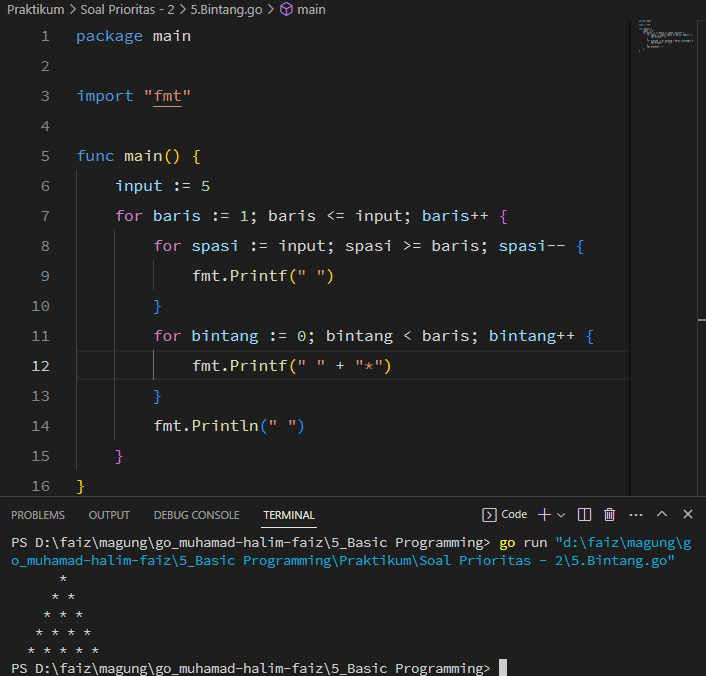 Praktikum > Soal Prioritas - 2 > 5.Bintang.go > main
1 package main
2
3 import "fmt"
4
5 func main() {
6     input := 5
7     for baris := 1; baris <= input; baris++ {
8         for spasi := input; spasi >= baris; spasi-- {
9             fmt.Printf(" ")
10         }
11         for bintang := 0; bintang < baris; bintang++ {
12             fmt.Printf(" " + "*")
13         }
14         fmt.Println(" ")
15     }
16 }
PROBLEMS OUTPUT DEBUG CONSOLE TERMINAL Code
PS D:\faiz\magung\go_muhamad-halim-faiz\5_Basic Programming> go run "d:\faiz\magung\g
o_muhamad-halim-faiz\5_Basic Programming\Praktikum\Soal Prioritas - 2\5.Bintang.go"
      *
     * *
    * * *
   * * * *
  * * * * *
PS D:\faiz\magung\go_muhamad-halim-faiz\5_Basic Programming>